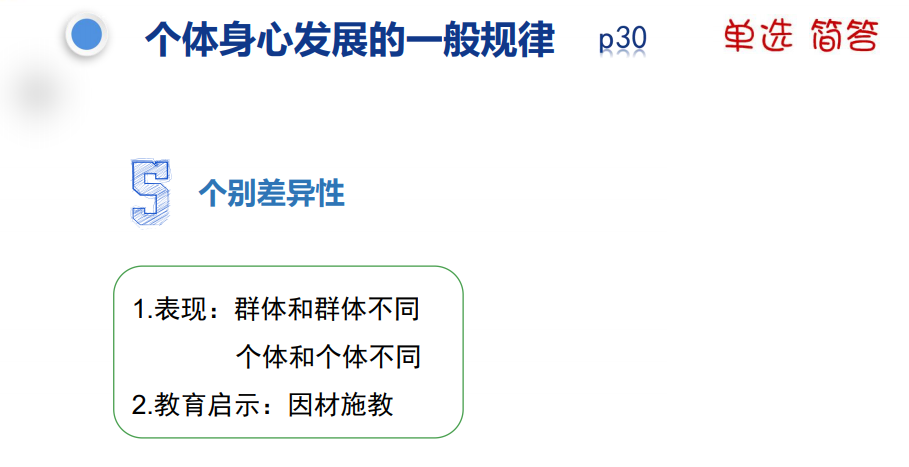 个体身心发展的一般规律 p30 单选 简答
5 个别差异性
1.表现：群体和群体不同
个体和个体不同
2.教育启示：因材施教